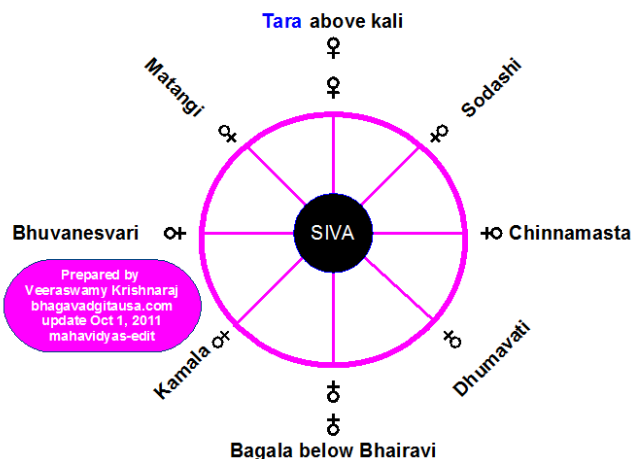 Tara above kali
Matangi
Sodashi
Bhuvanesvari
SIVA
Chinnamasta
Prepared by
Veeraswamy Krishnaraj
bhagavadgitausa.com
update Oct 1, 2011
mahavidyas-edit
Kamala
Dhumavati
Bagala below Bhairavi